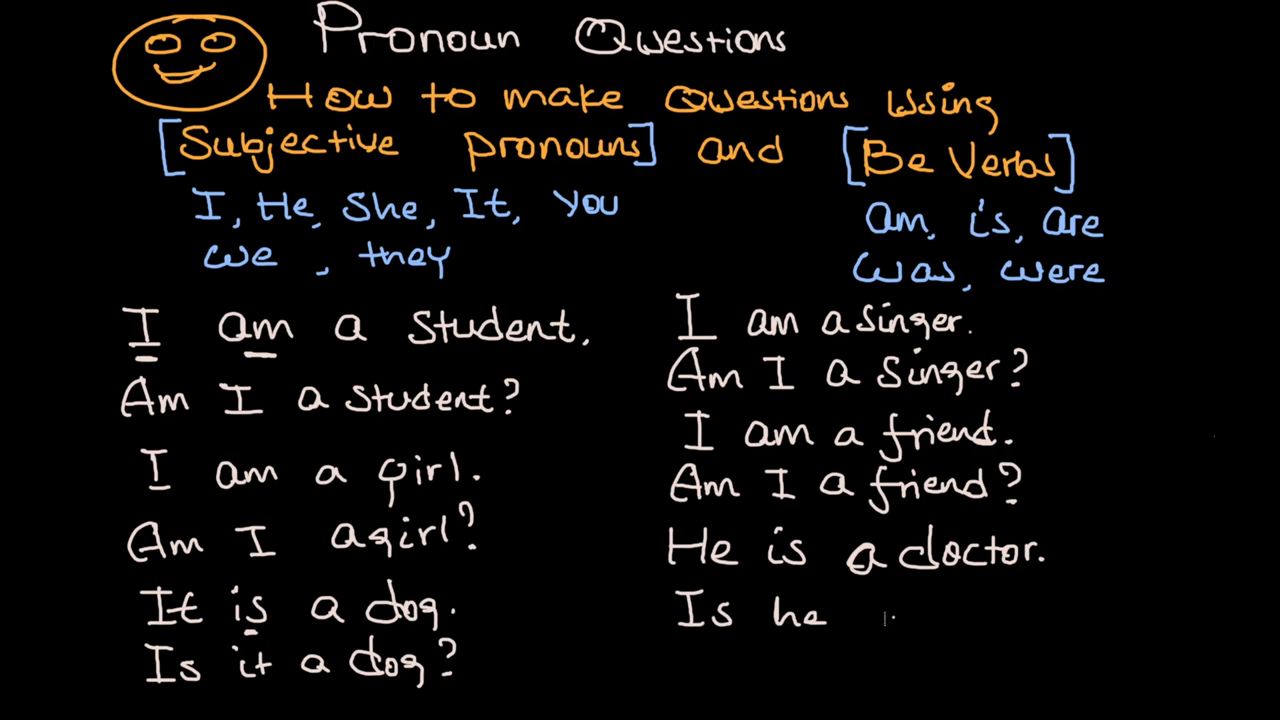 Pronoun Questions
How to make Questions Using
[Subjective pronouns] and [Be Verbs]
I, He, She, It, You
we, they
am, is, are
was, were
I am a student.
Am I a student?
I am a girl.
Am I a girl?
It is a dog.
Is it a dog?
I am a singer.
Am I a singer?
I am a friend.
Am I a friend?
He is a doctor.
Is he